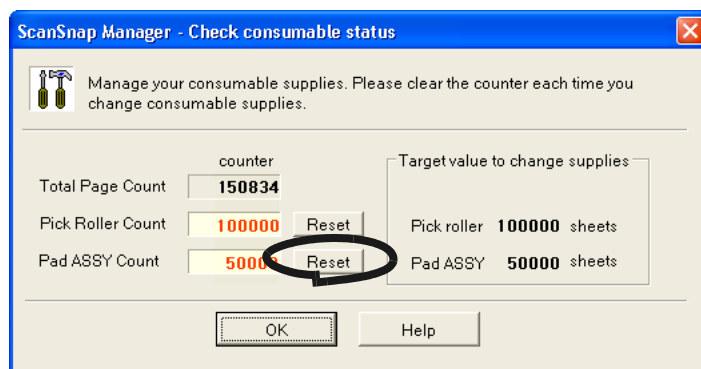 ScanSnap Manager - Check consumable status
Manage your consumable supplies. Please clear the counter each time you
change consumable supplies.
counter
Target value to change supplies
Total Page Count 150834
Pick Roller Count 100000 Reset
Pick roller 100000 sheets
Pad ASSY Count 50000 Reset
Pad ASSY 50000 sheets
OK Help